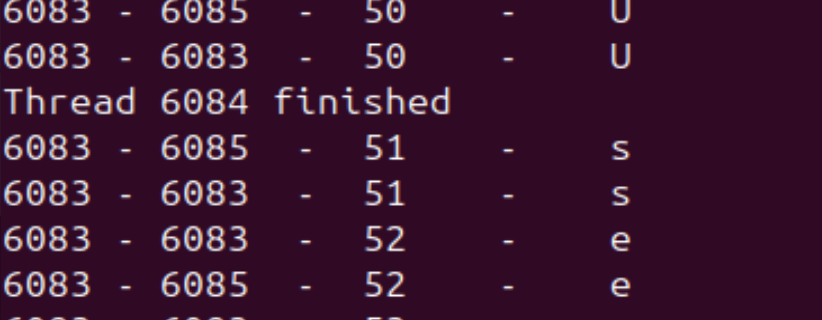 6083 - 6085 - 50 - U
6083 - 6083 - 50 - U
Thread 6084 finished
6083 - 6085 - 51 - s
6083 - 6083 - 51 - s
6083 - 6083 - 52 - e
6083 - 6085 - 52 - e